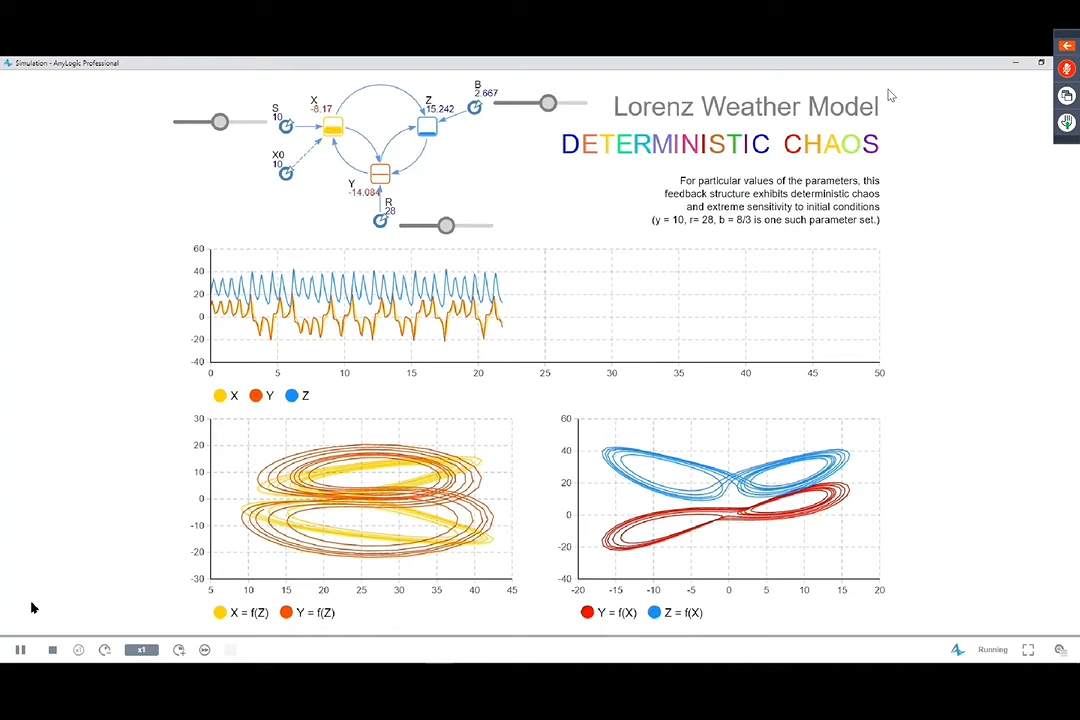 Simulation - AnyLogic Professional
B
2.667
X
-8.17
Z
15.242
S
10
X0
10
Y
-14.084
R
28
Lorenz Weather Model
DETERMINISTIC CHAOS
For particular values of the parameters, this
feedback structure exhibits deterministic chaos
and extreme sensitivity to initial conditions
(y = 10, r= 28, b = 8/3 is one such parameter set.)
60
40
20
0
-20
-40
0 5 10 15 20 25 30 35 40 45 50
X Y Z
30
20
10
0
-10
-20
-30
5 10 15 20 25 30 35 40 45
X = f(Z) Y = f(Z)
60
40
20
0
-20
-40
-20 -15 -10 -5 0 5 10 15 20
Y = f(X) Z = f(X)
x1
x1
Running